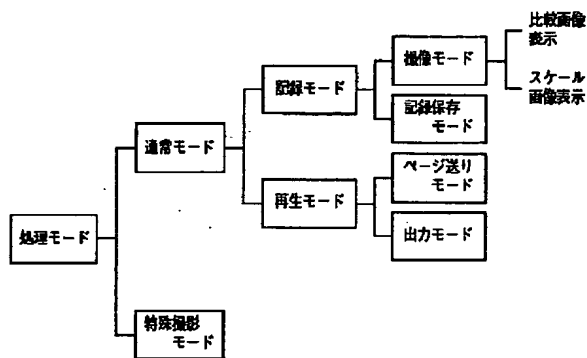 比較画像
表示
撮像モード
記録モード
スケール
画像表示
記録保存
モード
通常モード
ページ送り
モード
再生モード
処理モード
出力モード
特殊撮影
モード